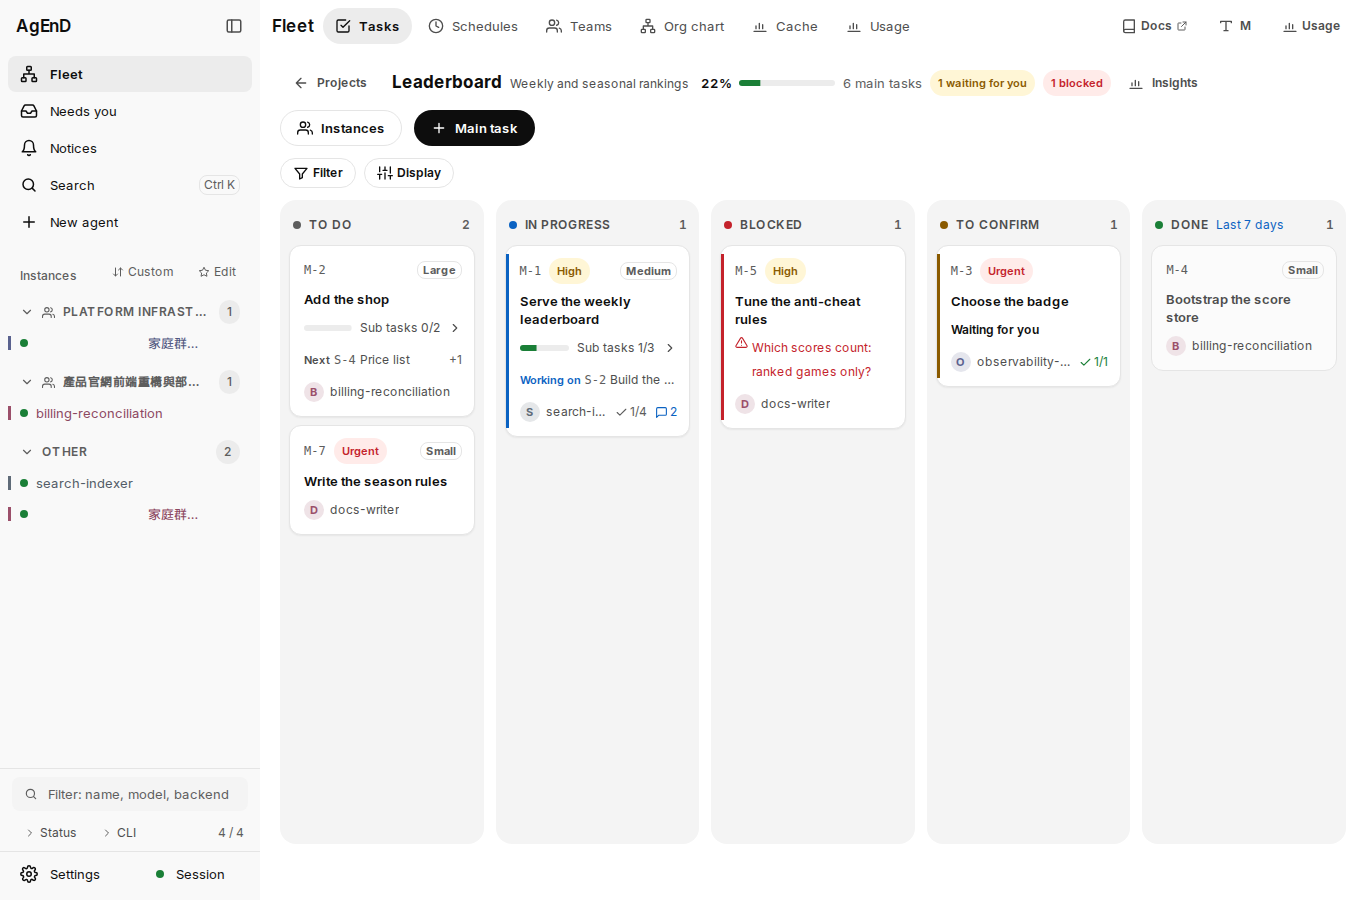 AgEnD
Fleet
Needs you
Notices
Search Ctrl K
New agent
Instances Custom Edit
PLATFORM INFRAST... 1
家庭群...
產品官網前端重構與部... 1
billing-reconciliation
OTHER 2
search-indexer
家庭群...
Filter: name, model, backend
Status CLI 4 / 4
Settings Session
Fleet Tasks Schedules Teams Org chart Cache Usage Docs M Usage
Projects Leaderboard Weekly and seasonal rankings 22% 6 main tasks 1 waiting for you 1 blocked Insights
Instances Main task
Filter Display
TO DO 2
M-2 Large
Add the shop
Sub tasks 0/2
Next S-4 Price list +1
B billing-reconciliation
M-7 Urgent Small
Write the season rules
D docs-writer
IN PROGRESS 1
M-1 High Medium
Serve the weekly
leaderboard
Sub tasks 1/3
Working on S-2 Build the ...
S search-i... 1/4 2
BLOCKED 1
M-5 High
Tune the anti-cheat
rules
Which scores count:
ranked games only?
D docs-writer
TO CONFIRM 1
M-3 Urgent
Choose the badge
Waiting for you
O observability-... 1/1
DONE Last 7 days 1
M-4 Small
Bootstrap the score
store
B billing-reconciliation